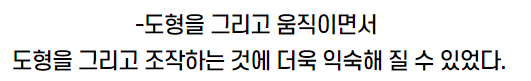 -도형을 그리고 움직이면서
도형을 그리고 조작하는 것에 더욱 익숙해 질 수 있었다.